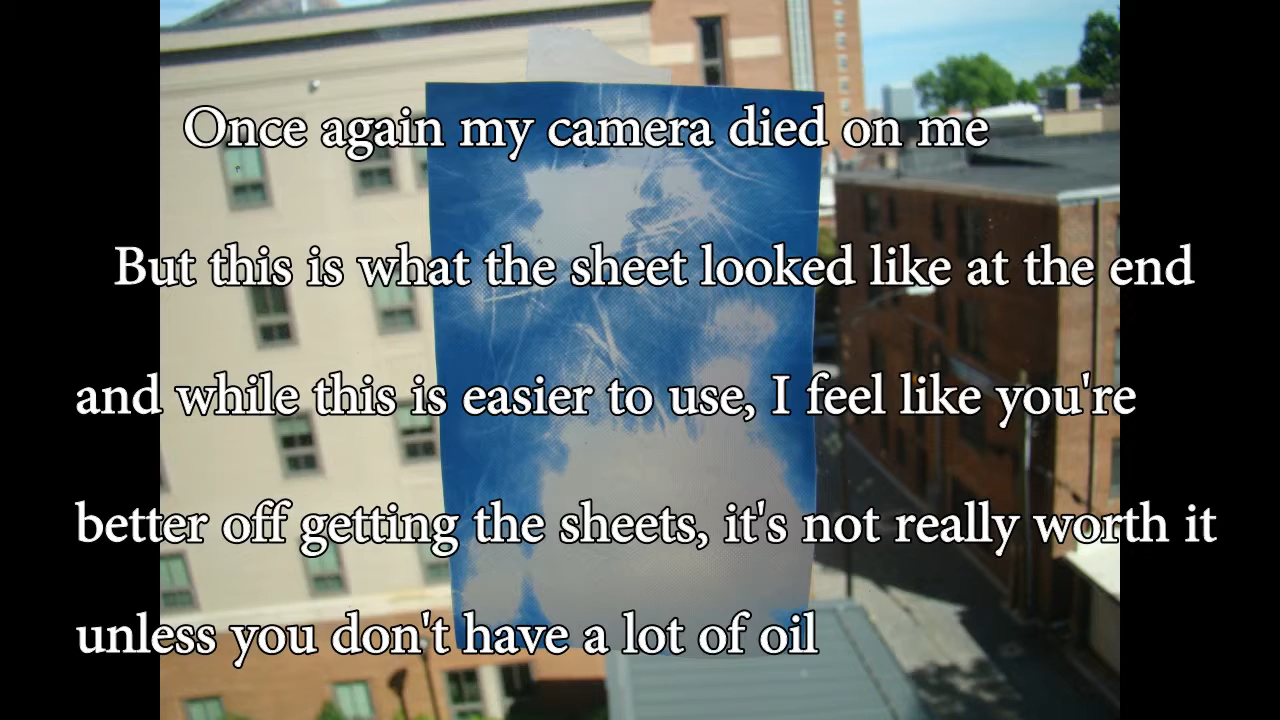 Once again my camera died on me
But this is what the sheet looked like at the end
and while this is easier to use, I feel like you're
better off getting the sheets, it's not really worth it
unless you don't have a lot of oil